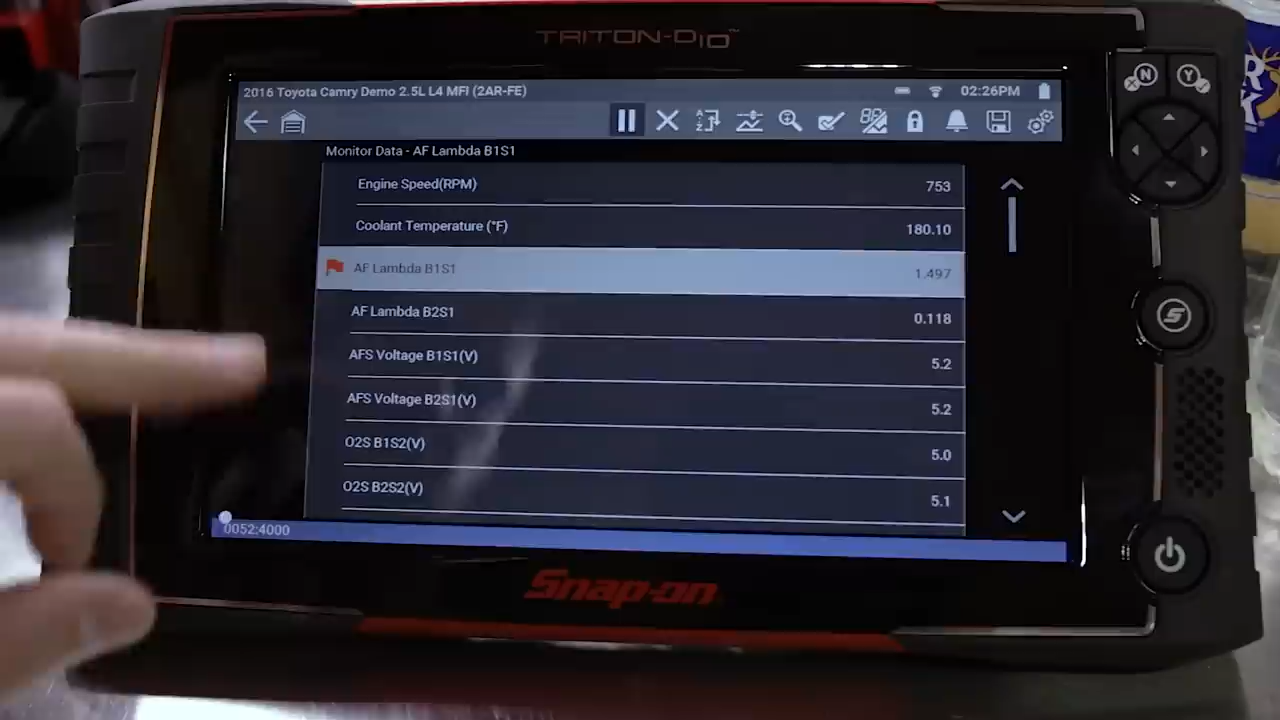 TRITON-D10™
2016 Toyota Camry Demo 2.5L L4 MFI (2AR-FE)
02:26PM
N
Y
Monitor Data - AF Lambda B1S1
Engine Speed(RPM) 753
Coolant Temperature (°F) 180.10
AF Lambda B1S1 1.497
AF Lambda B2S1 0.118
AFS Voltage B1S1(V) 5.2
AFS Voltage B2S1(V) 5.2
O2S B1S2(V) 5.0
O2S B2S2(V) 5.1
0052:4000
Snap-on
S